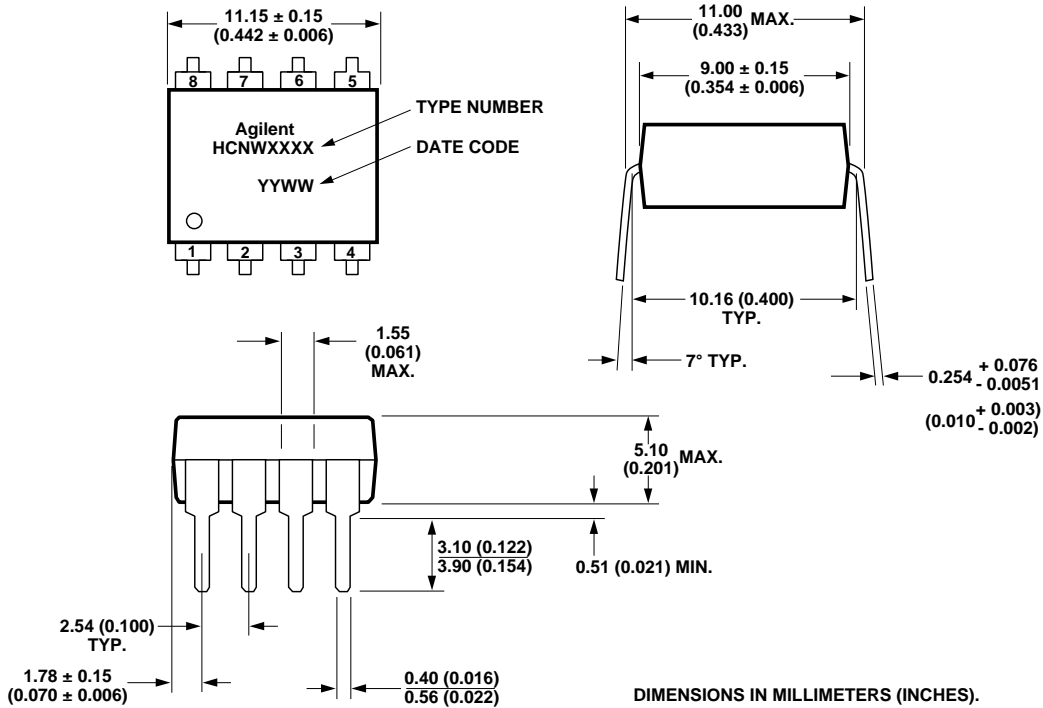 11.15 ± 0.15
(0.442 ± 0.006)
8 7 6 5
Agilent
HCNWXXXX
YYWW
1 2 3 4
TYPE NUMBER
DATE CODE
11.00
(0.433)
MAX.
9.00 ± 0.15
(0.354 ± 0.006)
10.16 (0.400)
TYP.
7° TYP.
0.254 + 0.076
- 0.0051
(0.010 + 0.003)
- 0.002)
1.55
(0.061)
MAX.
5.10
(0.201)
MAX.
3.10 (0.122)
3.90 (0.154)
0.51 (0.021) MIN.
2.54 (0.100)
TYP.
1.78 ± 0.15
(0.070 ± 0.006)
0.40 (0.016)
0.56 (0.022)
DIMENSIONS IN MILLIMETERS (INCHES).